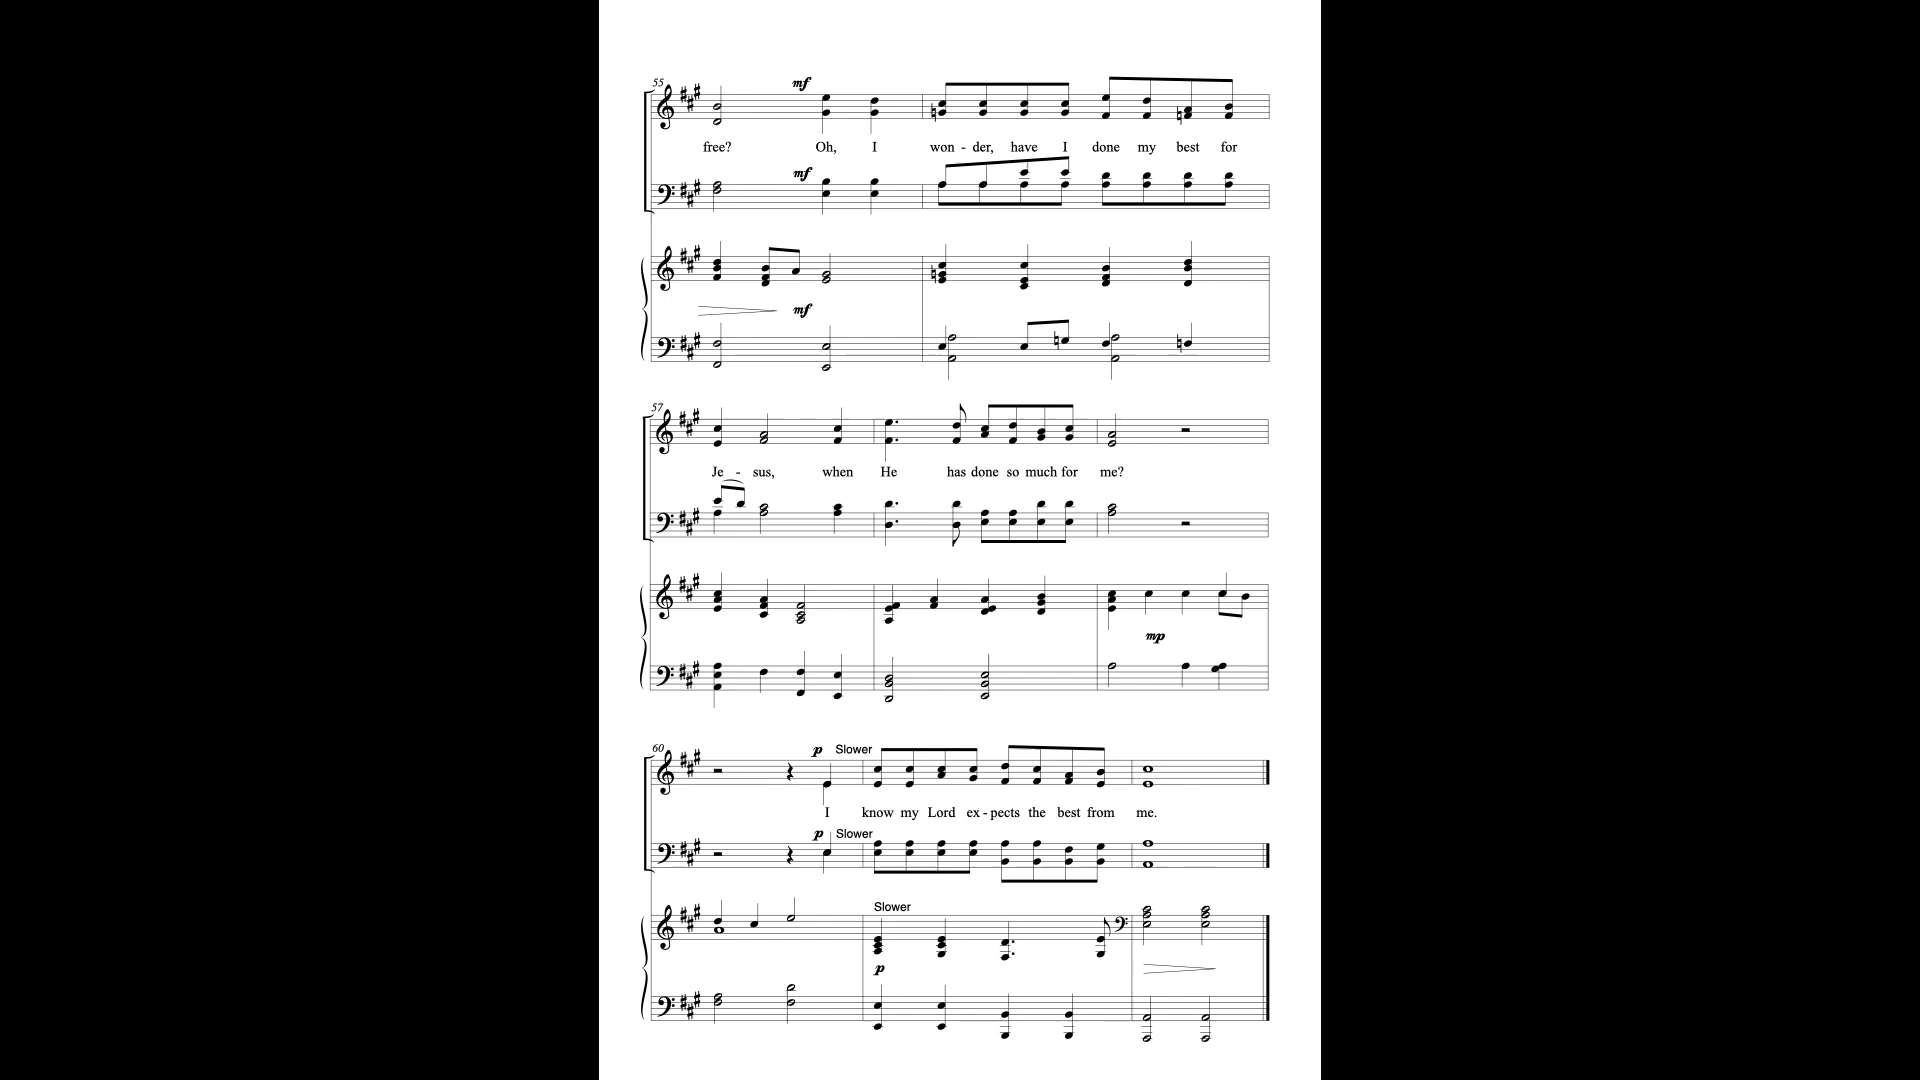 55
mf
free? Oh, I won - der, have I done my best for
mf
mf
57
Je - sus, when He has done so much for me?
mp
60
p Slower
I know my Lord ex - pects the best from me.
p Slower
Slower
p